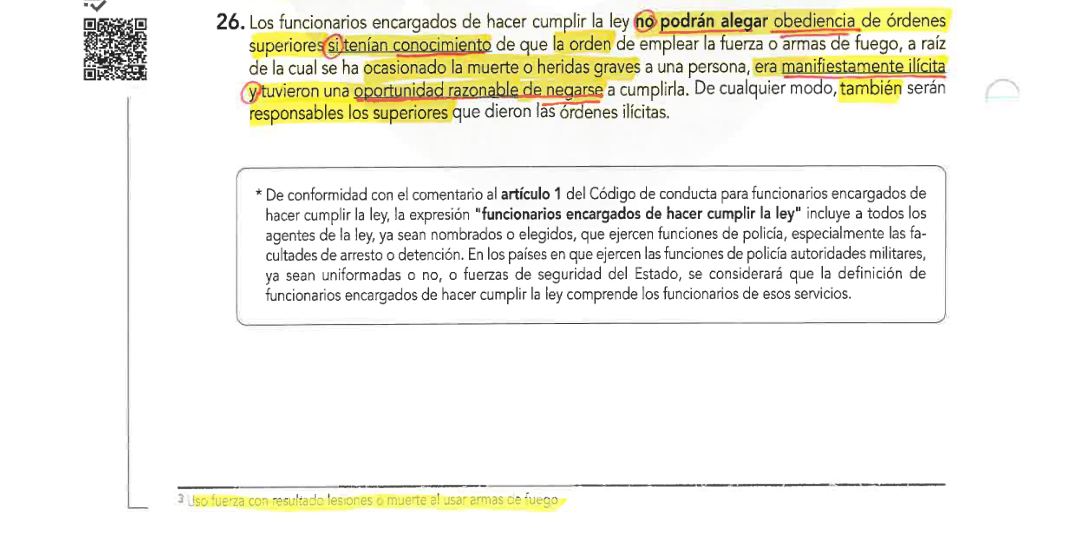 26. Los funcionarios encargados de hacer cumplir la ley no podrán alegar obediencia de órdenes
superiores si tenían conocimiento de que la orden de emplear la fuerza o armas de fuego, a raíz
de la cual se ha ocasionado la muerte o heridas graves a una persona, era manifiestamente ilícita
y tuvieron una oportunidad razonable de negarse a cumplirla. De cualquier modo, también serán
responsables los superiores que dieron las órdenes ilícitas.
* De conformidad con el comentario al artículo 1 del Código de conducta para funcionarios encargados de
hacer cumplir la ley, la expresión "funcionarios encargados de hacer cumplir la ley" incluye a todos los
agentes de la ley, ya sean nombrados o elegidos, que ejercen funciones de policía, especialmente las fa-
cultades de arresto o detención. En los países en que ejercen las funciones de policía autoridades militares,
ya sean uniformadas o no, o fuerzas de seguridad del Estado, se considerará que la definición de
funcionarios encargados de hacer cumplir la ley comprende los funcionarios de esos servicios.
3 Uso fuerza con resultado lesiones o muerte al usar armas de fuego